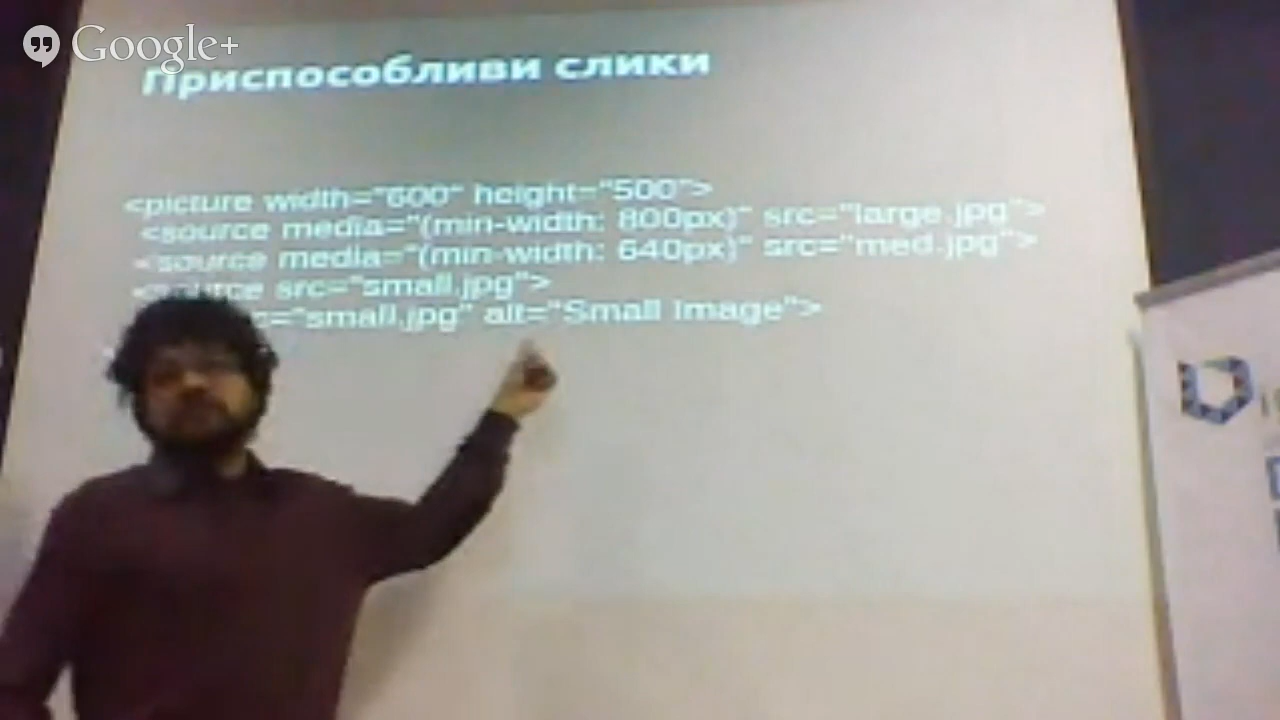 Google+
Приспособливи слики
<picture width="600" height="500">
<source media="(min-width: 800px)" src="large.jpg">
<source media="(min-width: 640px)" src="med.jpg">
<source src="small.jpg">
="small.jpg" alt="Small Image">